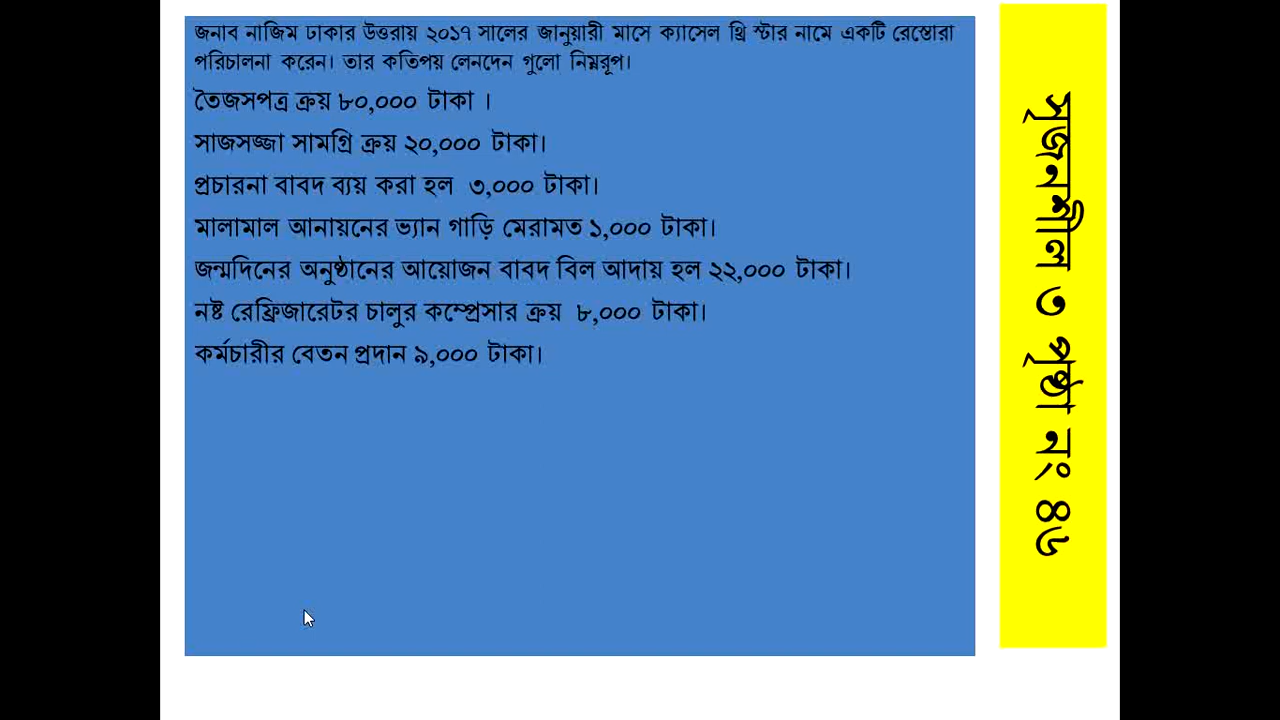 জনাব নাজিম ঢাকার উত্তরায় ২০১৭ সালের জানুয়ারী মাসে ক্যাসেল থ্রি স্টার নামে একটি রেস্তোরা
পরিচালনা করেন। তার কতিপয় লেনদেন গুলো নিম্নরূপ।
তৈজসপত্র ক্রয় ৮০,০০০ টাকা ।
সাজসজ্জা সামগ্রি ক্রয় ২০,০০০ টাকা।
প্রচারনা বাবদ ব্যয় করা হল ৩,০০০ টাকা।
মালামাল আনায়নের ভ্যান গাড়ি মেরামত ১,০০০ টাকা।
জন্মদিনের অনুষ্ঠানের আয়োজন বাবদ বিল আদায় হল ২২,০০০ টাকা।
নষ্ট রেফ্রিজারেটর চালুর কম্প্রেসার ক্রয় ৮,০০০ টাকা।
কর্মচারীর বেতন প্রদান ৯,০০০ টাকা।
সৃজনশীল ৩ পৃষ্ঠা নং ৪৬